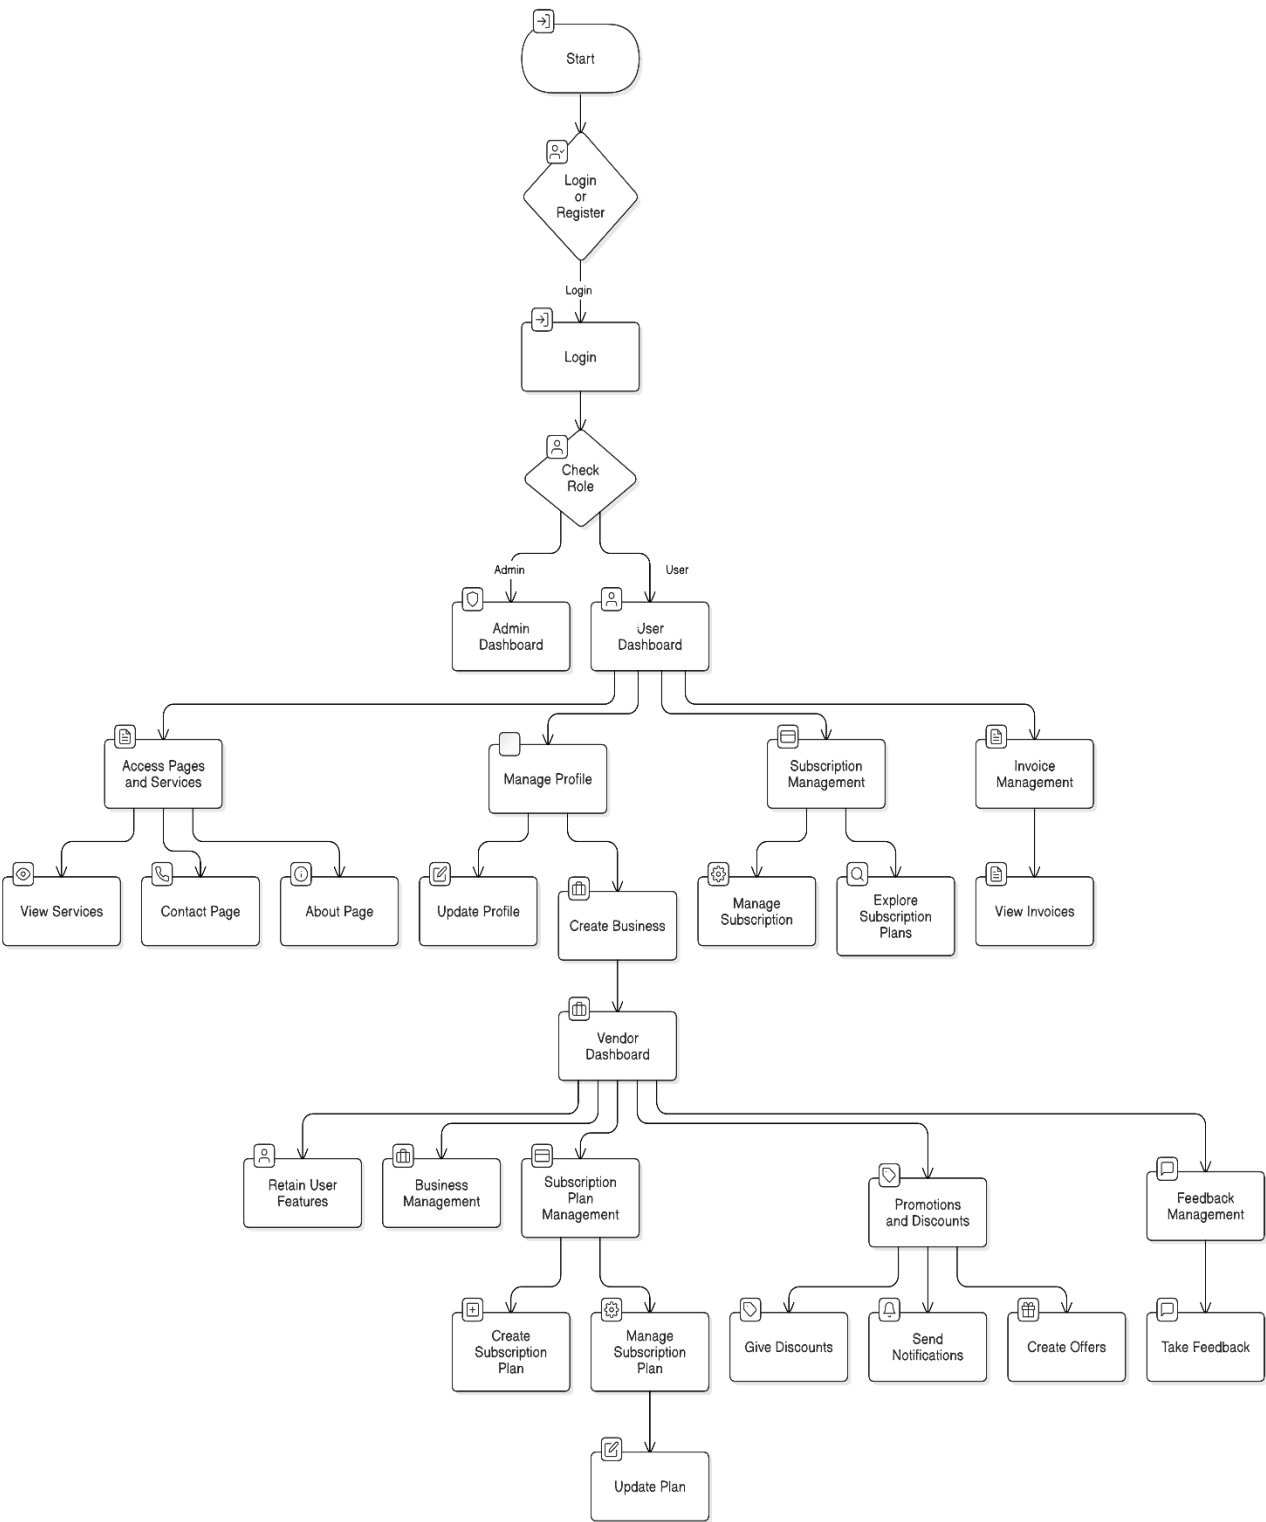 Start
Login
or
Register
Login
Login
Check
Role
Admin
User
Admin
Dashboard
User
Dashboard
Access Pages
and Services
Manage Profile
Subscription
Management
Invoice
Management
View Services
Contact Page
About Page
Update Profile
Create Business
Manage
Subscription
Explore
Subscription
Plans
View Invoices
Vendor
Dashboard
Retain User
Features
Business
Management
Subscription
Plan
Management
Promotions
and Discounts
Feedback
Management
Create
Subscription
Plan
Manage
Subscription
Plan
Give Discounts
Send
Notifications
Create Offers
Take Feedback
Update Plan